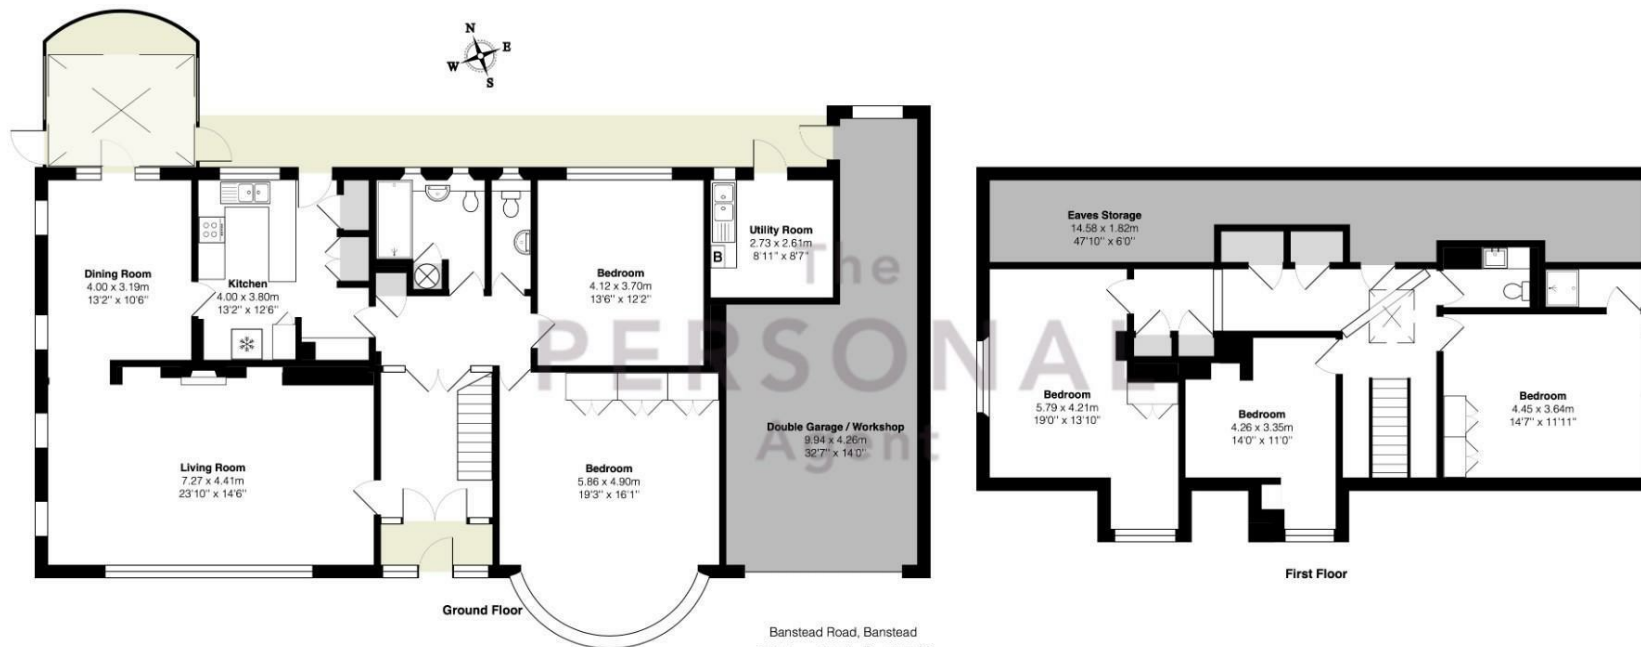 N
E
W
S
Dining Room
4.00 x 3.19m
13'2'' x 10'6''
Kitchen
4.00 x 3.80m
13'2'' x 12'6''
Bedroom
4.12 x 3.70m
13'6'' x 12'2''
Utility Room
2.73 x 2.61m
8'11'' x 8'7''
B
Living Room
7.27 x 4.41m
23'10'' x 14'6''
Bedroom
5.86 x 4.90m
19'3'' x 16'1''
Double Garage / Workshop
9.94 x 4.26m
32'7'' x 14'0''
Ground Floor
The
PERSONAL
Agent
Eaves Storage
14.58 x 1.82m
47'10'' x 6'0''
Bedroom
5.79 x 4.21m
19'0'' x 13'10''
Bedroom
4.26 x 3.35m
14'0'' x 11'0''
Bedroom
4.45 x 3.64m
14'7'' x 11'11''
First Floor
Banstead Road, Banstead